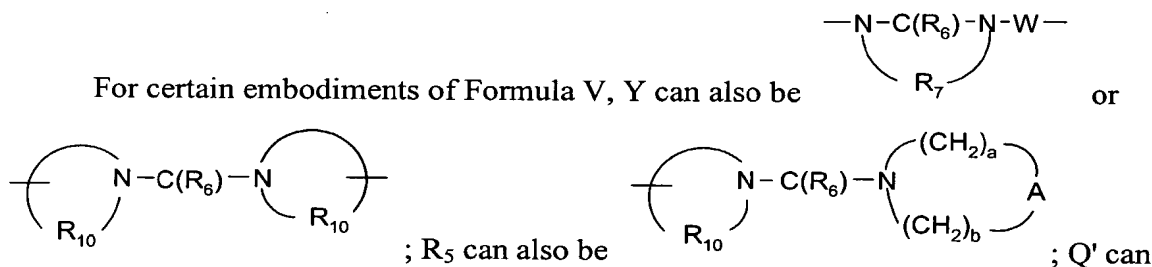 —N—C(R₆)—N—W—
R₇
For certain embodiments of Formula V, Y can also be or
N—C(R₆)—N R₁₀ R₁₀ ; R₅ can also be N—C(R₆)—N (CH₂)ₐ A (CH₂)b R₁₀ ; Q' can